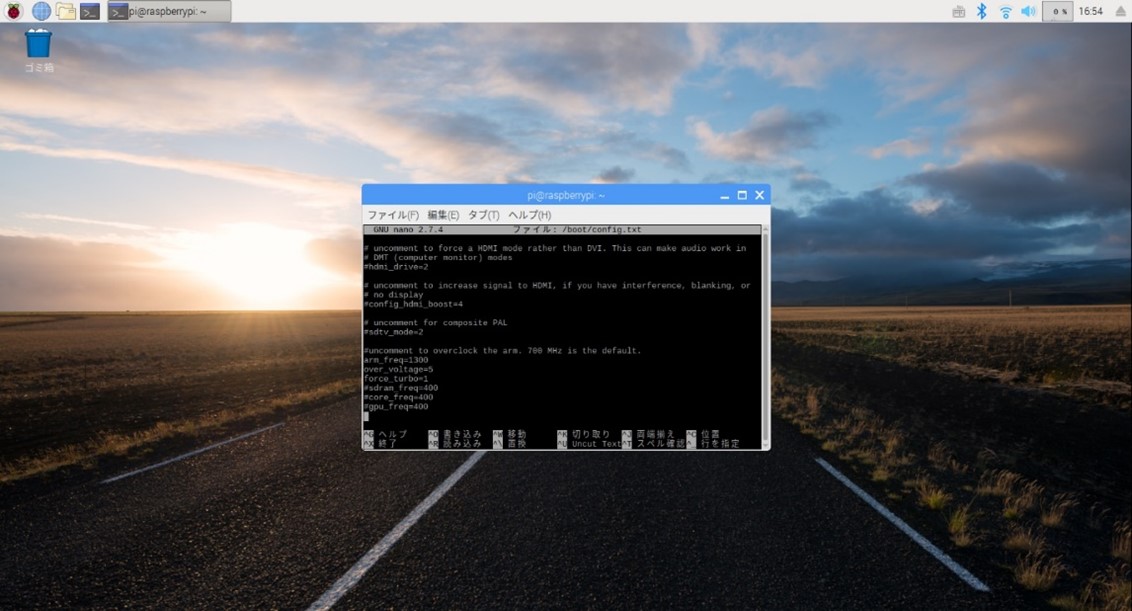 pi@raspberrypi: ~
0 %
16:54
ゴミ箱
pi@raspberrypi: ~
ファイル(F) 編集(E) タブ(T) ヘルプ(H)
GNU nano 2.7.4 ファイル: /boot/config.txt
# uncomment to force a HDMI mode rather than DVI. This can make audio work in
# DMT (computer monitor) modes
#hdmi_drive=2
# uncomment to increase signal to HDMI, if you have interference, blanking, or
# no display
#config_hdmi_boost=4
# uncomment for composite PAL
#sdtv_mode=2
#uncomment to overclock the arm. 700 MHz is the default.
arm_freq=1300
over_voltage=5
force_turbo=1
#sdram_freq=400
#core_freq=400
#gpu_freq=400
^G ヘルプ ^O 書き込み ^W 移動 ^K 切り取り ^J 両端揃え ^C 位置
^X 終了 ^R 読み込み ^\ 置換 ^U Uncut Text ^T スペル確認 ^_ 行を指定